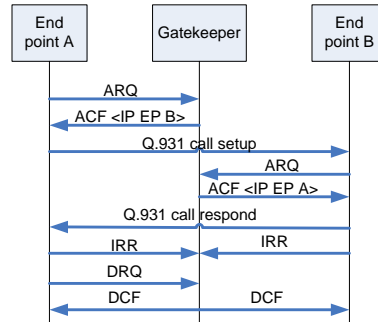 End
point A
Gatekeeper
End
point B
ARQ
ACF <IP EP B>
Q.931 call setup
ARQ
ACF <IP EP A>
Q.931 call respond
IRR
IRR
DRQ
DCF
DCF